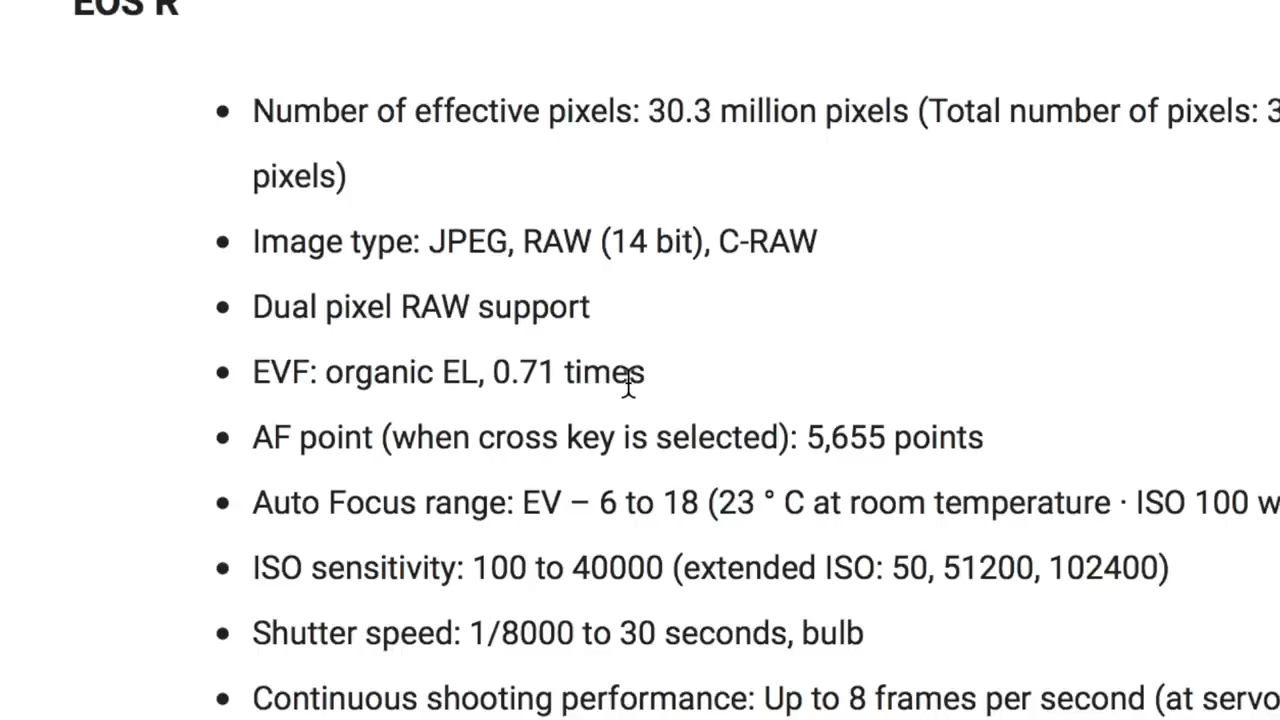 EOS R
• Number of effective pixels: 30.3 million pixels (Total number of pixels: 3
pixels)
• Image type: JPEG, RAW (14 bit), C-RAW
• Dual pixel RAW support
• EVF: organic EL, 0.71 times
• AF point (when cross key is selected): 5,655 points
• Auto Focus range: EV – 6 to 18 (23 ° C at room temperature · ISO 100 w
• ISO sensitivity: 100 to 40000 (extended ISO: 50, 51200, 102400)
• Shutter speed: 1/8000 to 30 seconds, bulb
• Continuous shooting performance: Up to 8 frames per second (at servo